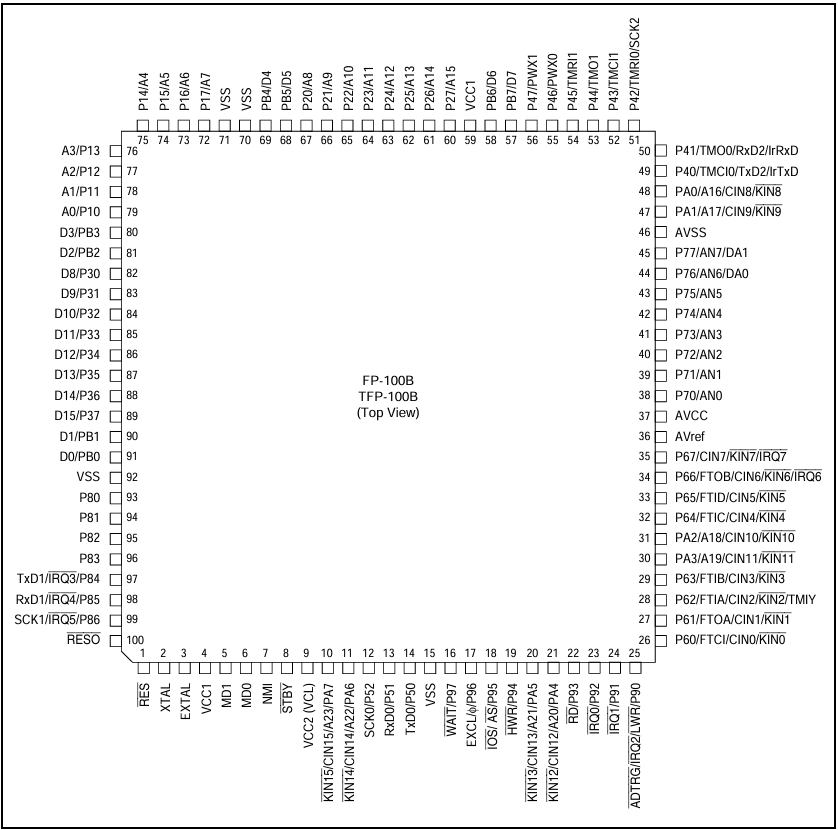 P14/A4
P15/A5
P16/A6
P17/A7
VSS
VSS
PB4/D4
PB5/D5
P20/A8
P21/A9
P22/A10
P23/A11
P24/A12
P25/A13
P26/A14
P27/A15
VCC1
PB6/D6
PB7/D7
P47/PWX1
P46/PWX0
P45/TMRI1
P44/TMO1
P43/TMCI1
P42/TMRI0/SCK2
75 74 73 72 71 70 69 68 67 66 65 64 63 62 61 60 59 58 57 56 55 54 53 52 51
A3/P13 76
A2/P12 77
A1/P11 78
A0/P10 79
D3/PB3 80
D2/PB2 81
D8/P30 82
D9/P31 83
D10/P32 84
D11/P33 85
D12/P34 86
D13/P35 87
D14/P36 88
D15/P37 89
D1/PB1 90
D0/PB0 91
VSS 92
P80 93
P81 94
P82 95
P83 96
TxD1/IRQ3/P84 97
RxD1/IRQ4/P85 98
SCK1/IRQ5/P86 99
RESO 100
FP-100B
TFP-100B
(Top View)
50 P41/TMO0/RxD2/IrRxD
49 P40/TMCI0/TxD2/IrTxD
48 PA0/A16/CIN8/KIN8
47 PA1/A17/CIN9/KIN9
46 AVSS
45 P77/AN7/DA1
44 P76/AN6/DA0
43 P75/AN5
42 P74/AN4
41 P73/AN3
40 P72/AN2
39 P71/AN1
38 P70/AN0
37 AVCC
36 AVref
35 P67/CIN7/KIN7/IRQ7
34 P66/FTOB/CIN6/KIN6/IRQ6
33 P65/FTID/CIN5/KIN5
32 P64/FTIC/CIN4/KIN4
31 PA2/A18/CIN10/KIN10
30 PA3/A19/CIN11/KIN11
29 P63/FTIB/CIN3/KIN3
28 P62/FTIA/CIN2/KIN2/TMIY
27 P61/FTOA/CIN1/KIN1
26 P60/FTCI/CIN0/KIN0
1 2 3 4 5 6 7 8 9 10 11 12 13 14 15 16 17 18 19 20 21 22 23 24 25
RES
XTAL
EXTAL
VCC1
MD1
MD0
NMI
STBY
VCC2 (VCL)
KIN15/CIN15/A23/PA7
KIN14/CIN14/A22/PA6
SCK0/P52
RxD0/P51
TxD0/P50
VSS
WAIT/P97
EXCL/ϕ/P96
IOS/ AS/P95
HWR/P94
KIN13/CIN13/A21/PA5
KIN12/CIN12/A20/PA4
RD/P93
IRQ0/P92
IRQ1/P91
ADTRG/IRQ2/LWR/P90